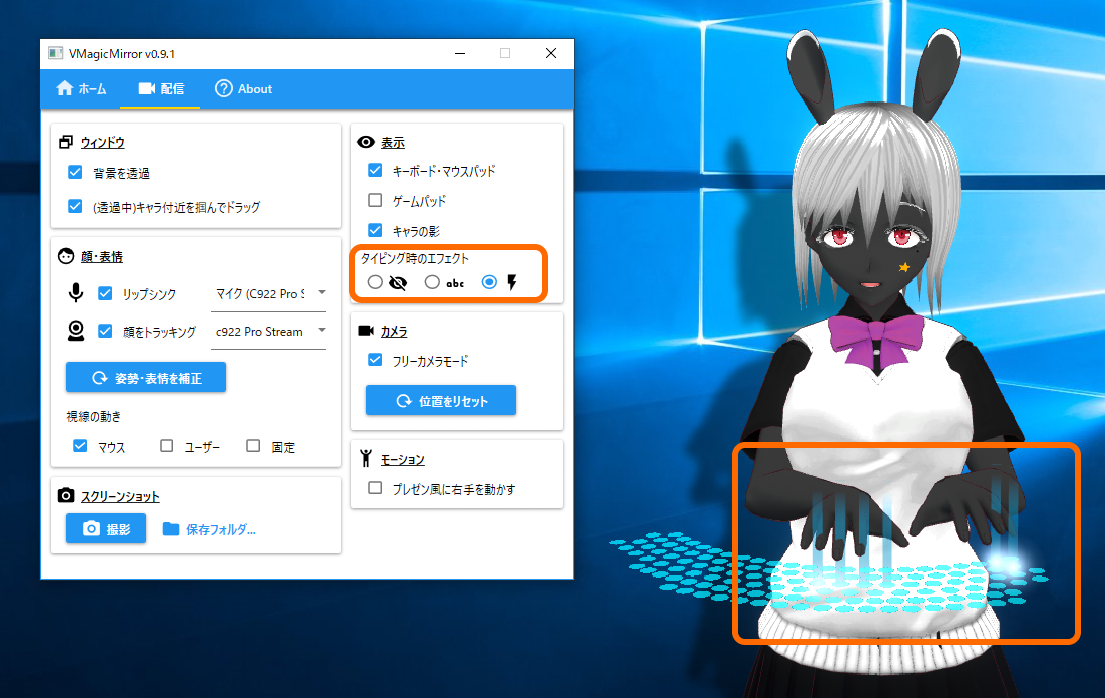 VMagicMirror v0.9.1
ホーム
配信
About
ウィンドウ
背景を透過
(透過中)キャラ付近を掴んでドラッグ
顔・表情
リップシンク
マイク (C922 Pro S
顔をトラッキング
c922 Pro Stream
姿勢・表情を補正
視線の動き
マウス
ユーザー
固定
スクリーンショット
撮影
保存フォルダ...
表示
キーボード・マウスパッド
ゲームパッド
キャラの影
タイピング時のエフェクト
abc
カメラ
フリーカメラモード
位置をリセット
モーション
プレゼン風に右手を動かす